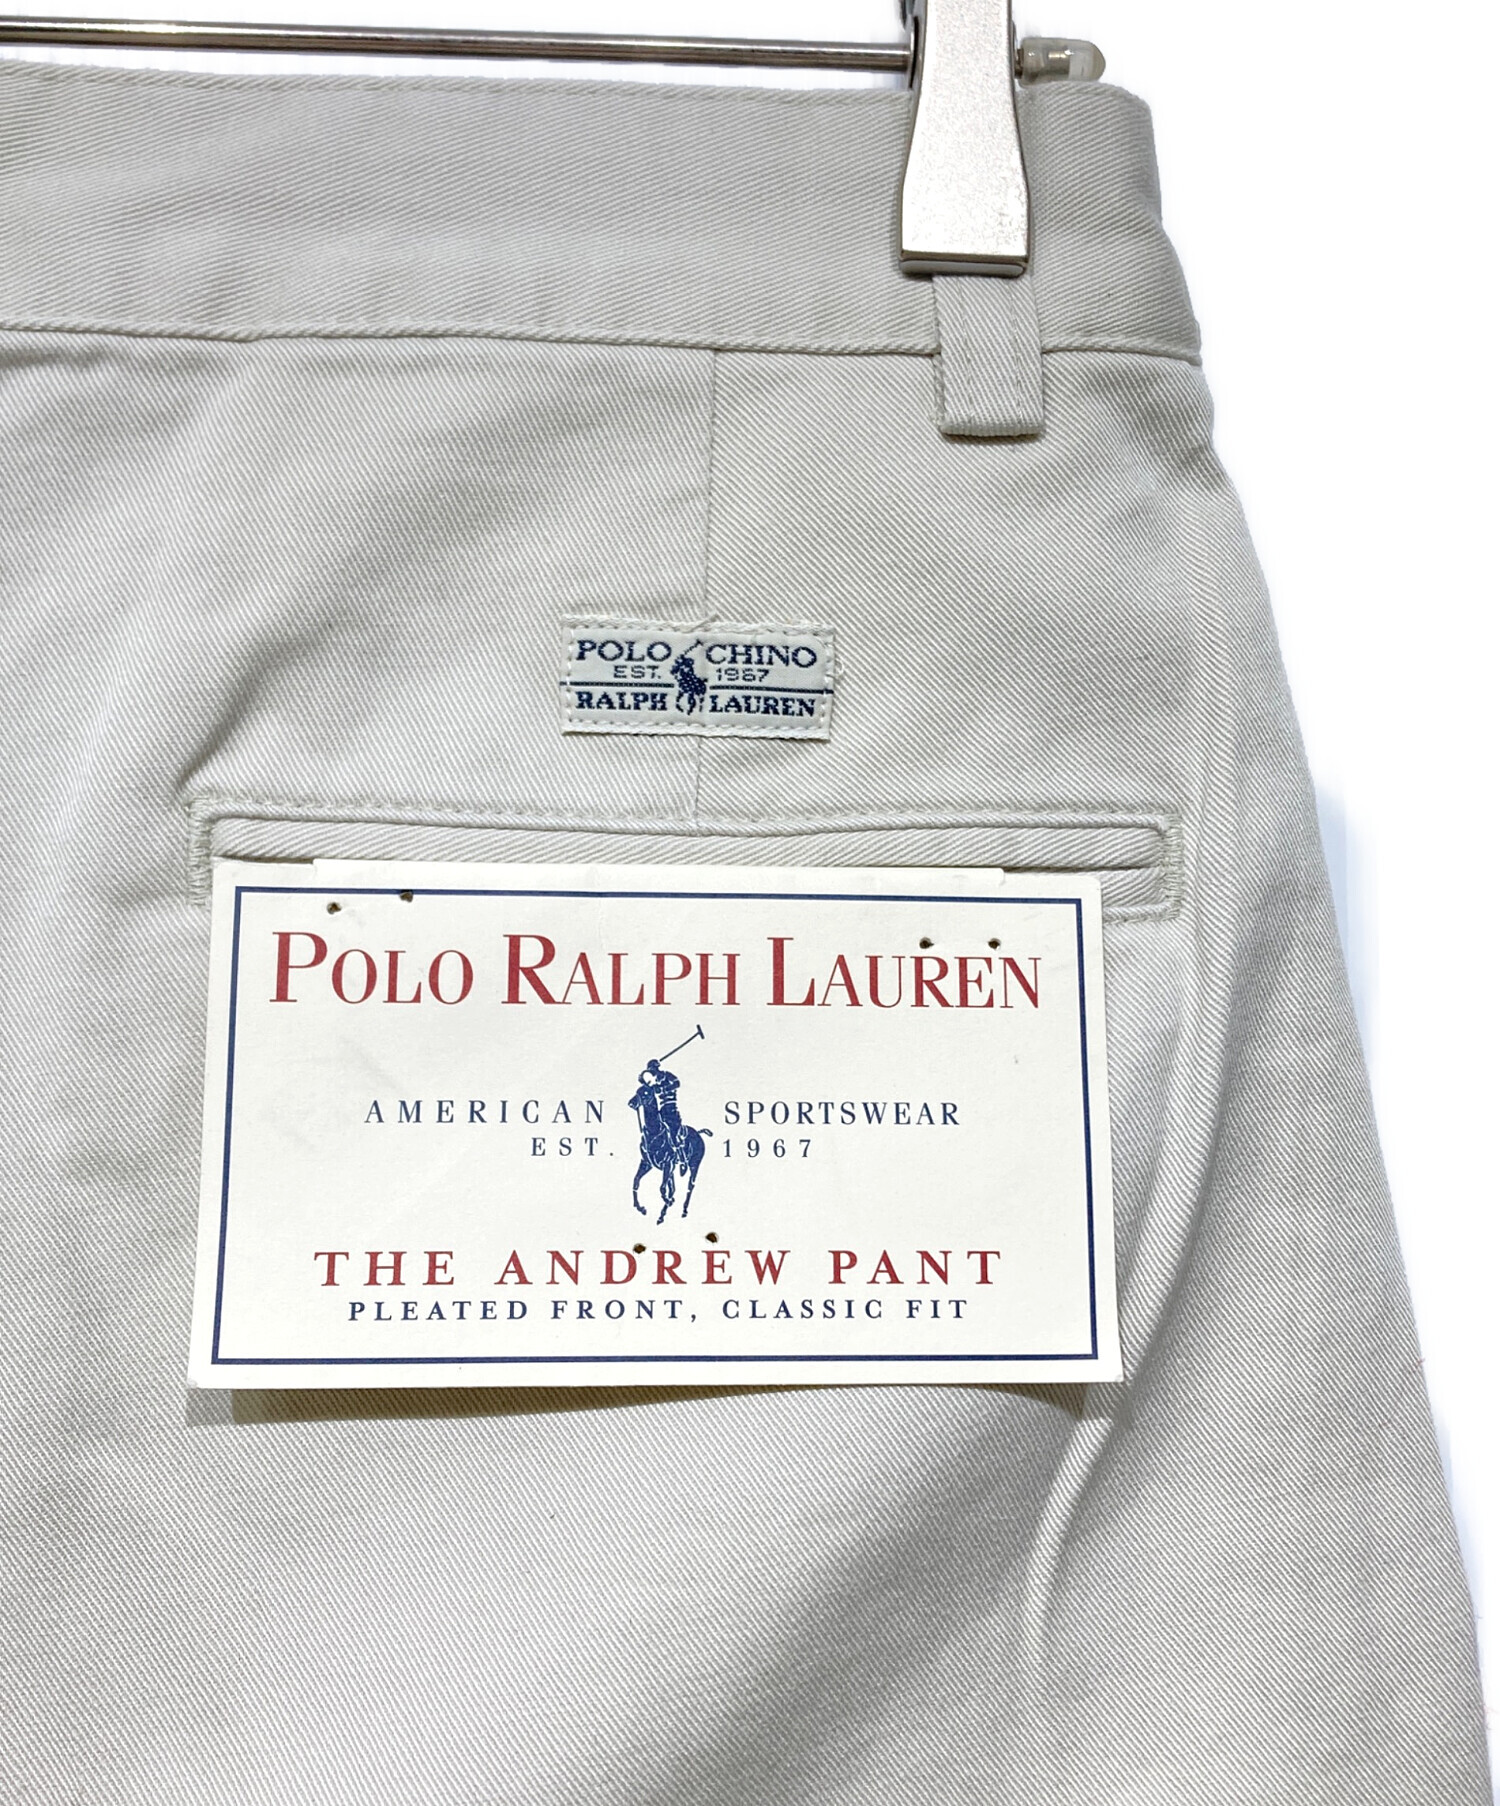 POLO CHINO
EST. 1967
RALPH LAUREN
POLO RALPH LAUREN
AMERICAN SPORTSWEAR
EST. 1967
THE ANDREW PANT
PLEATED FRONT, CLASSIC FIT